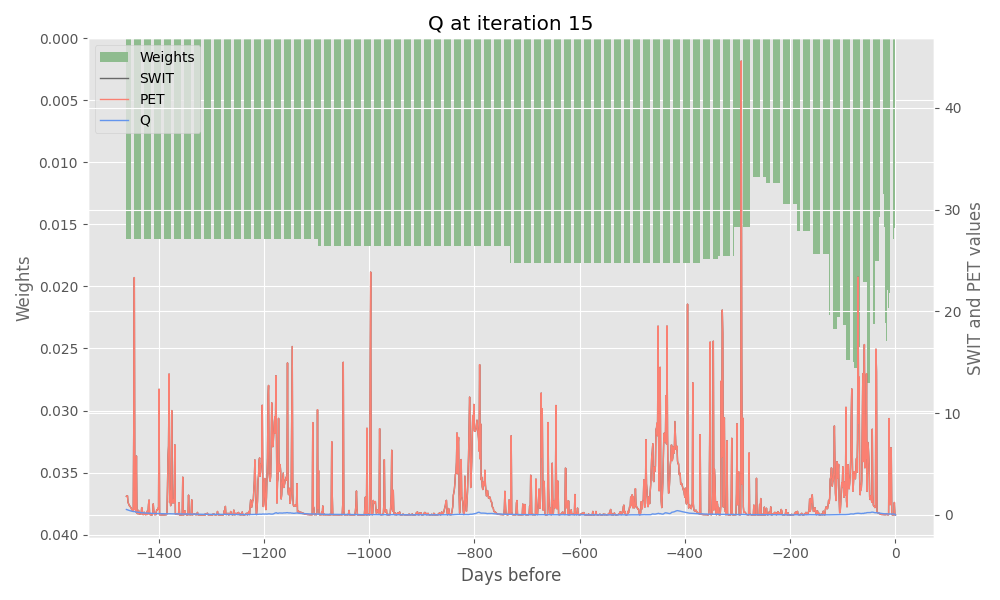 Q at iteration 15
Weights
SWIT
PET
Q
0.000
0.005
0.010
0.015
0.020
0.025
0.030
0.035
0.040
Weights
40
30
20
10
0
SWIT and PET values
−1400
−1200
−1000
−800
−600
−400
−200
0
Days before